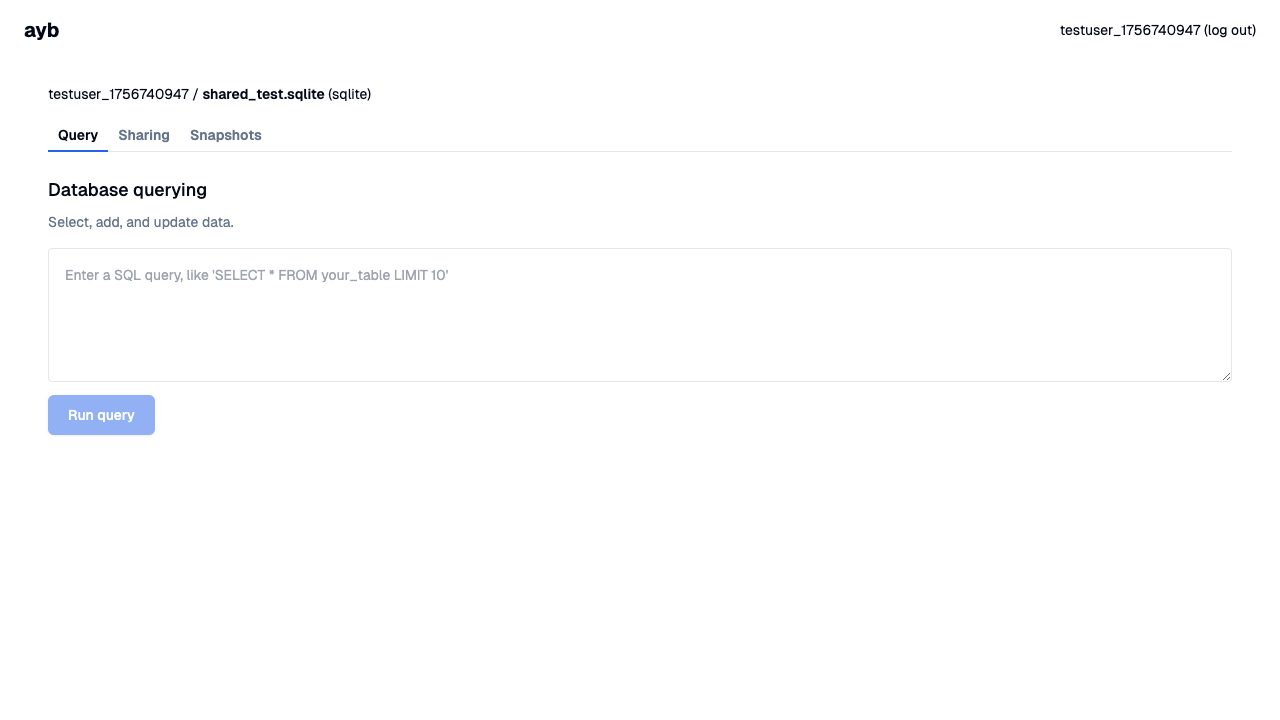 ayb
testuser_1756740947 (log out)
testuser_1756740947 / shared_test.sqlite (sqlite)
Query Sharing Snapshots
Database querying
Select, add, and update data.
Enter a SQL query, like 'SELECT * FROM your_table LIMIT 10'
Run query